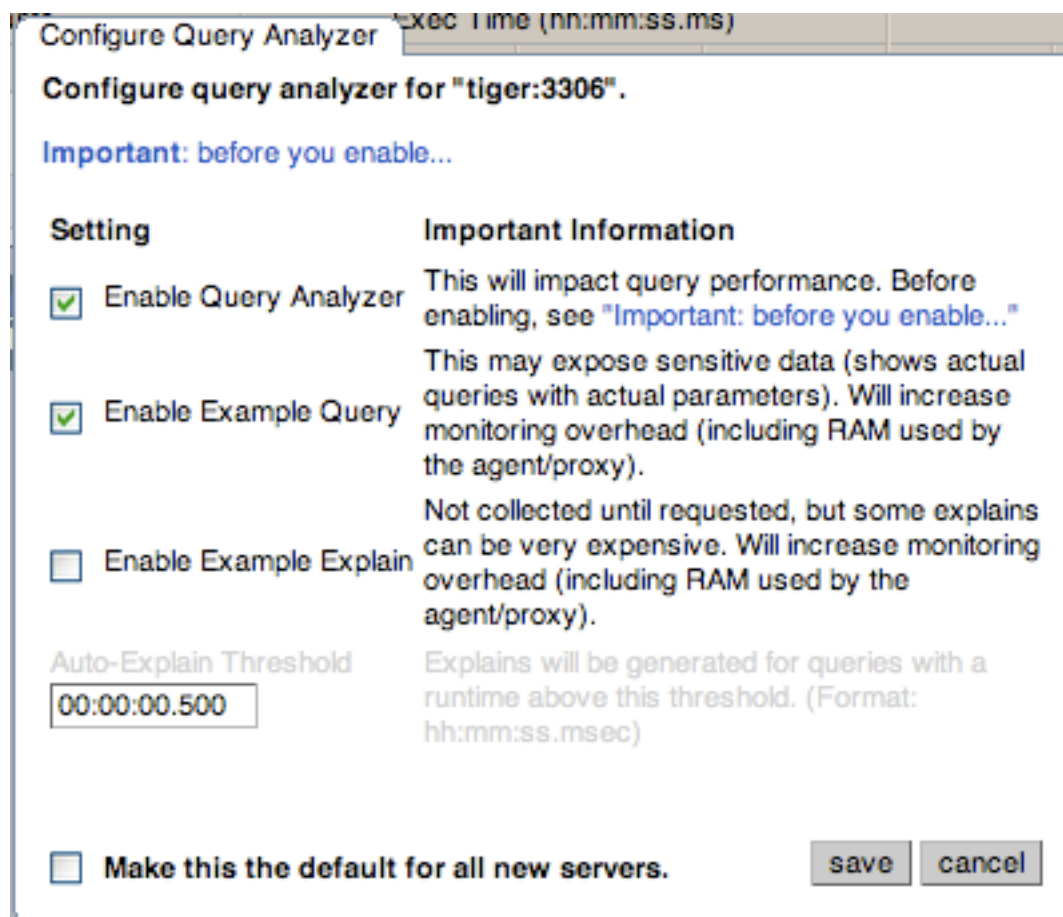 Exec Time (hh:mm:ss.ms)
Configure Query Analyzer
Configure query analyzer for "tiger:3306".
Important: before you enable...
Setting Important Information
Enable Query Analyzer
This will impact query performance. Before
enabling, see "Important: before you enable..."
Enable Example Query
This may expose sensitive data (shows actual
queries with actual parameters). Will increase
monitoring overhead (including RAM used by
the agent/proxy).
Enable Example Explain
Not collected until requested, but some explains
can be very expensive. Will increase monitoring
overhead (including RAM used by the
agent/proxy).
Auto-Explain Threshold
00:00:00.500
Explains will be generated for queries with a
runtime above this threshold. (Format:
hh:mm:ss.msec)
Make this the default for all new servers.
save cancel